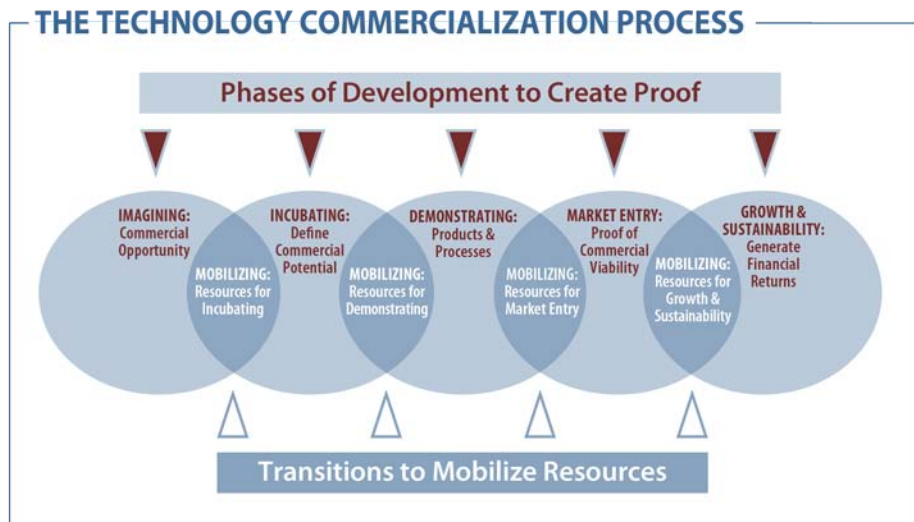 THE TECHNOLOGY COMMERCIALIZATION PROCESS
Phases of Development to Create Proof
IMAGINING:
Commercial
Opportunity
MOBILIZING:
Resources for
Incubating
INCUBATING:
Define
Commercial
Potential
MOBILIZING:
Resources for
Demonstrating
DEMONSTRATING:
Products &
Processes
MOBILIZING:
Resources for
Market Entry
MARKET ENTRY:
Proof of
Commercial
Viability
MOBILIZING:
Resources for
Growth &
Sustainability
GROWTH &
SUSTAINABILITY:
Generate
Financial
Returns
Transitions to Mobilize Resources